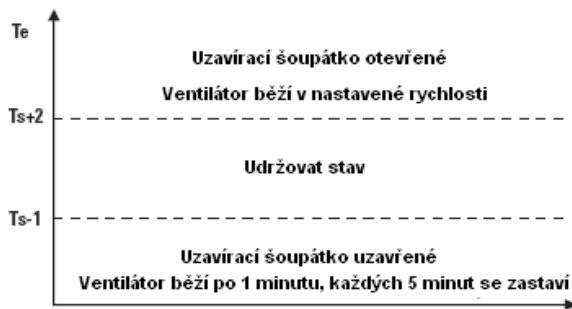 Te
Uzavírací šoupátko otevřené
Ventilátor běží v nastavené rychlosti
Ts+2
Udržovat stav
Ts-1
Uzavírací šoupátko uzavřené
Ventilátor běží po 1 minutu, každých 5 minut se zastaví